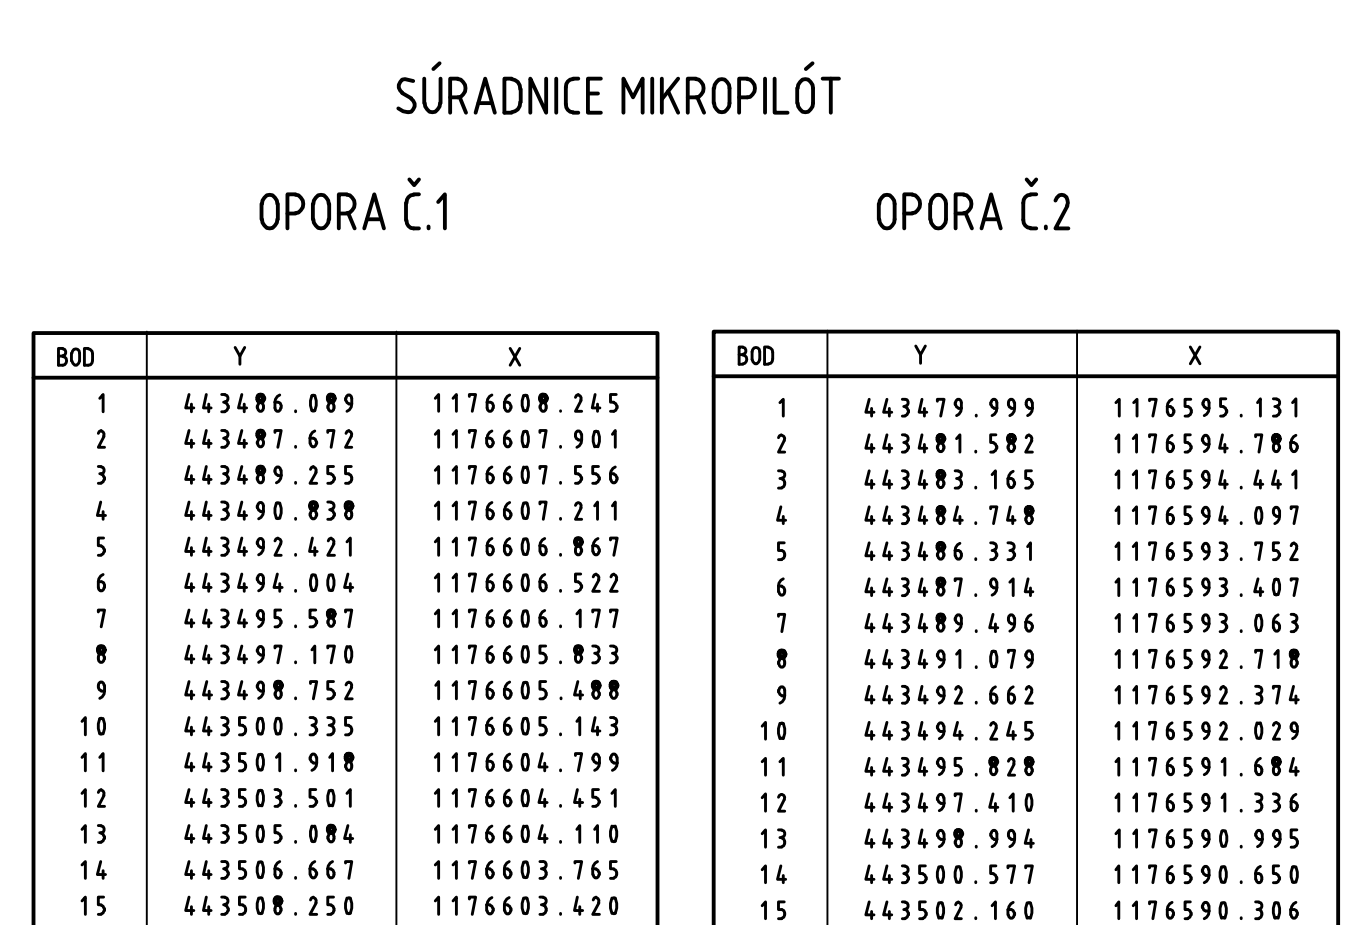 SÚRADNICE MIKROPILÓT
OPORA Č.1
BOD Y X
1 443486.089 1176608.245
2 443487.672 1176607.901
3 443489.255 1176607.556
4 443490.838 1176607.211
5 443492.421 1176606.867
6 443494.004 1176606.522
7 443495.587 1176606.177
8 443497.170 1176605.833
9 443498.752 1176605.488
10 443500.335 1176605.143
11 443501.918 1176604.799
12 443503.501 1176604.451
13 443505.084 1176604.110
14 443506.667 1176603.765
15 443508.250 1176603.420
OPORA Č.2
BOD Y X
1 443479.999 1176595.131
2 443481.582 1176594.786
3 443483.165 1176594.441
4 443484.748 1176594.097
5 443486.331 1176593.752
6 443487.914 1176593.407
7 443489.496 1176593.063
8 443491.079 1176592.718
9 443492.662 1176592.374
10 443494.245 1176592.029
11 443495.828 1176591.684
12 443497.410 1176591.336
13 443498.994 1176590.995
14 443500.577 1176590.650
15 443502.160 1176590.306